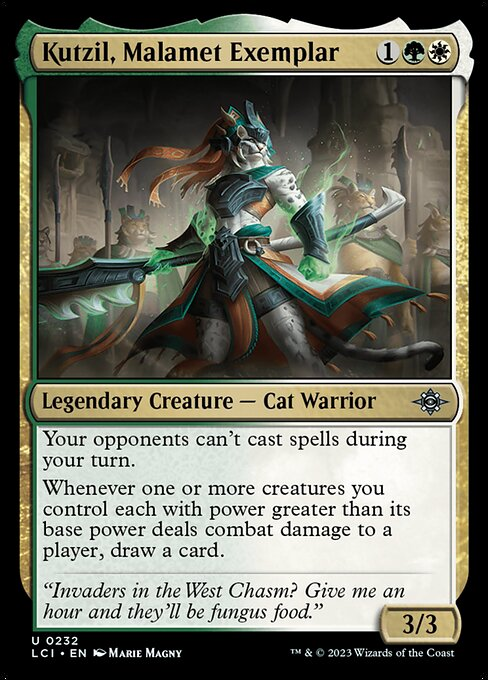 Kutzil, Malamet Exemplar 1
Legendary Creature — Cat Warrior
Your opponents can't cast spells during
your turn.
Whenever one or more creatures you
control each with power greater than its
base power deals combat damage to a
player, draw a card.
“Invaders in the West Chasm? Give me an
hour and they'll be fungus food.”
3/3
U 0232
LCI • EN Marie Magny
™ & © 2023 Wizards of the Coast